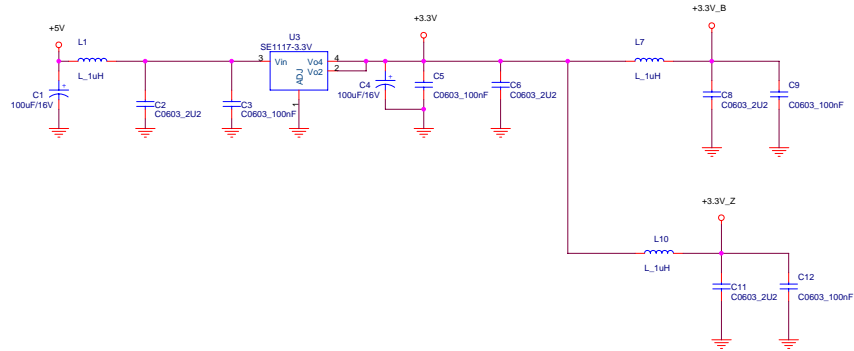 +3.3V_B
+5V
+3.3V
L1
U3
SE1117-3.3V
L7
3
Vin
Vo4
4
Vo2
2
ADJ
1
L_1uH
L_1uH
C1
100uF/16V
C2
C0603_2U2
C3
C0603_100nF
C4
100uF/16V
C5
C0603_100nF
C6
C0603_2U2
C8
C0603_2U2
C9
C0603_100nF
+3.3V_Z
L10
L_1uH
C11
C0603_2U2
C12
C0603_100nF